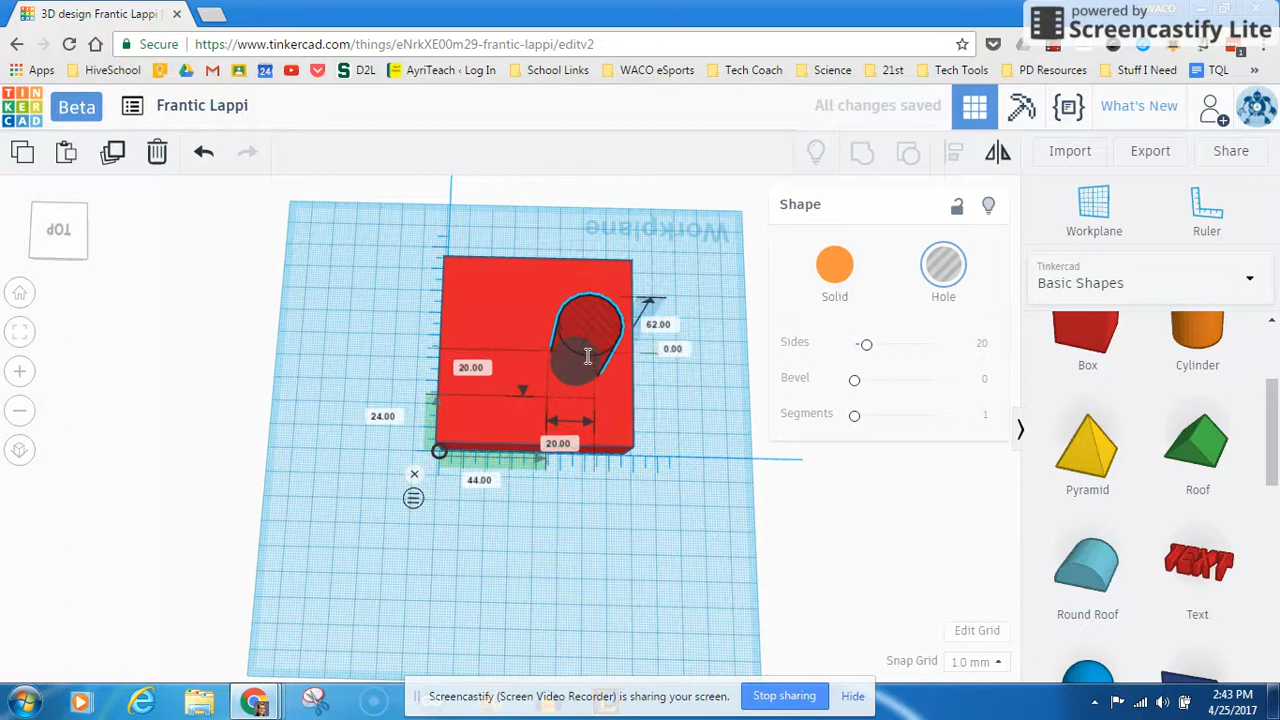 3D design Frantic Lappi
WACO
powered by
Screencastify Lite
Secure
https://www.tinkercad.com/things/eMkXE00m29-frantic-lappi/editv2
Apps
HiveSchool
D2L
AyriTeach - Log I
School Links
WACO eSports
Tech Coach
Science
21st
Tech Tools
PD Resources
Stuff I Need
TQL
TIN
KER
CAD
Beta
Frantic Lappi
All changes saved
What's New
Import
Export
Share
TOP
Workplane
Shape
Solid
Hole
Sides
20
Bevel
0
Segments
1
62.00
0.00
20.00
24.00
20.00
44.00
Workplane
Ruler
Tinkercad
Basic Shapes
Box
Cylinder
Pyramid
Roof
TEXT
Round Roof
Text
Edit Grid
Snap Grid
1.0 mm
Screencastify (Screen Video Recorder) is sharing your screen.
Stop sharing
Hide
2:43 PM
4/25/2017